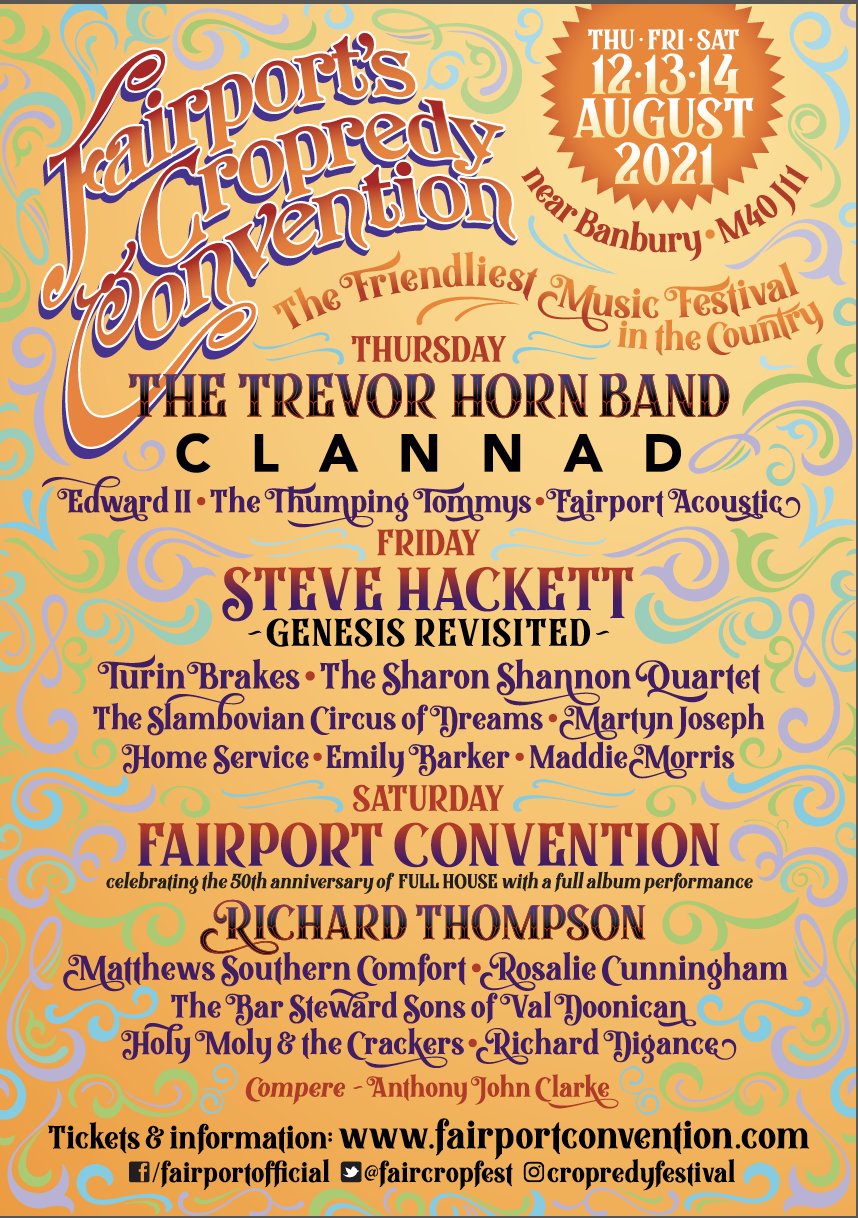 Fairport's
Cropredy
Convention
THU · FRI · SAT
12·13·14
AUGUST
2021
near Banbury · M40 J11
The Friendliest Music Festival
in the Country
THURSDAY
THE TREVOR HORN BAND
CLANNAD
Edward II • The Thumping Tommys • Fairport Acoustic
FRIDAY
STEVE HACKETT
~GENESIS REVISITED~
Turin Brakes • The Sharon Shannon Quartet
The Slambovian Circus of Dreams • Martyn Joseph
Home Service • Emily Barker • Maddie Morris
SATURDAY
FAIRPORT CONVENTION
celebrating the 50th anniversary of FULL HOUSE with a full album performance
RICHARD THOMPSON
Matthews Southern Comfort • Rosalie Cunningham
The Bar Steward Sons of Val Doonican
Holy Moly & the Crackers • Richard Digance
Compere - Anthony John Clarke
Tickets & information: www.fairportconvention.com
/fairportofficial @faircropfest cropredyfestival